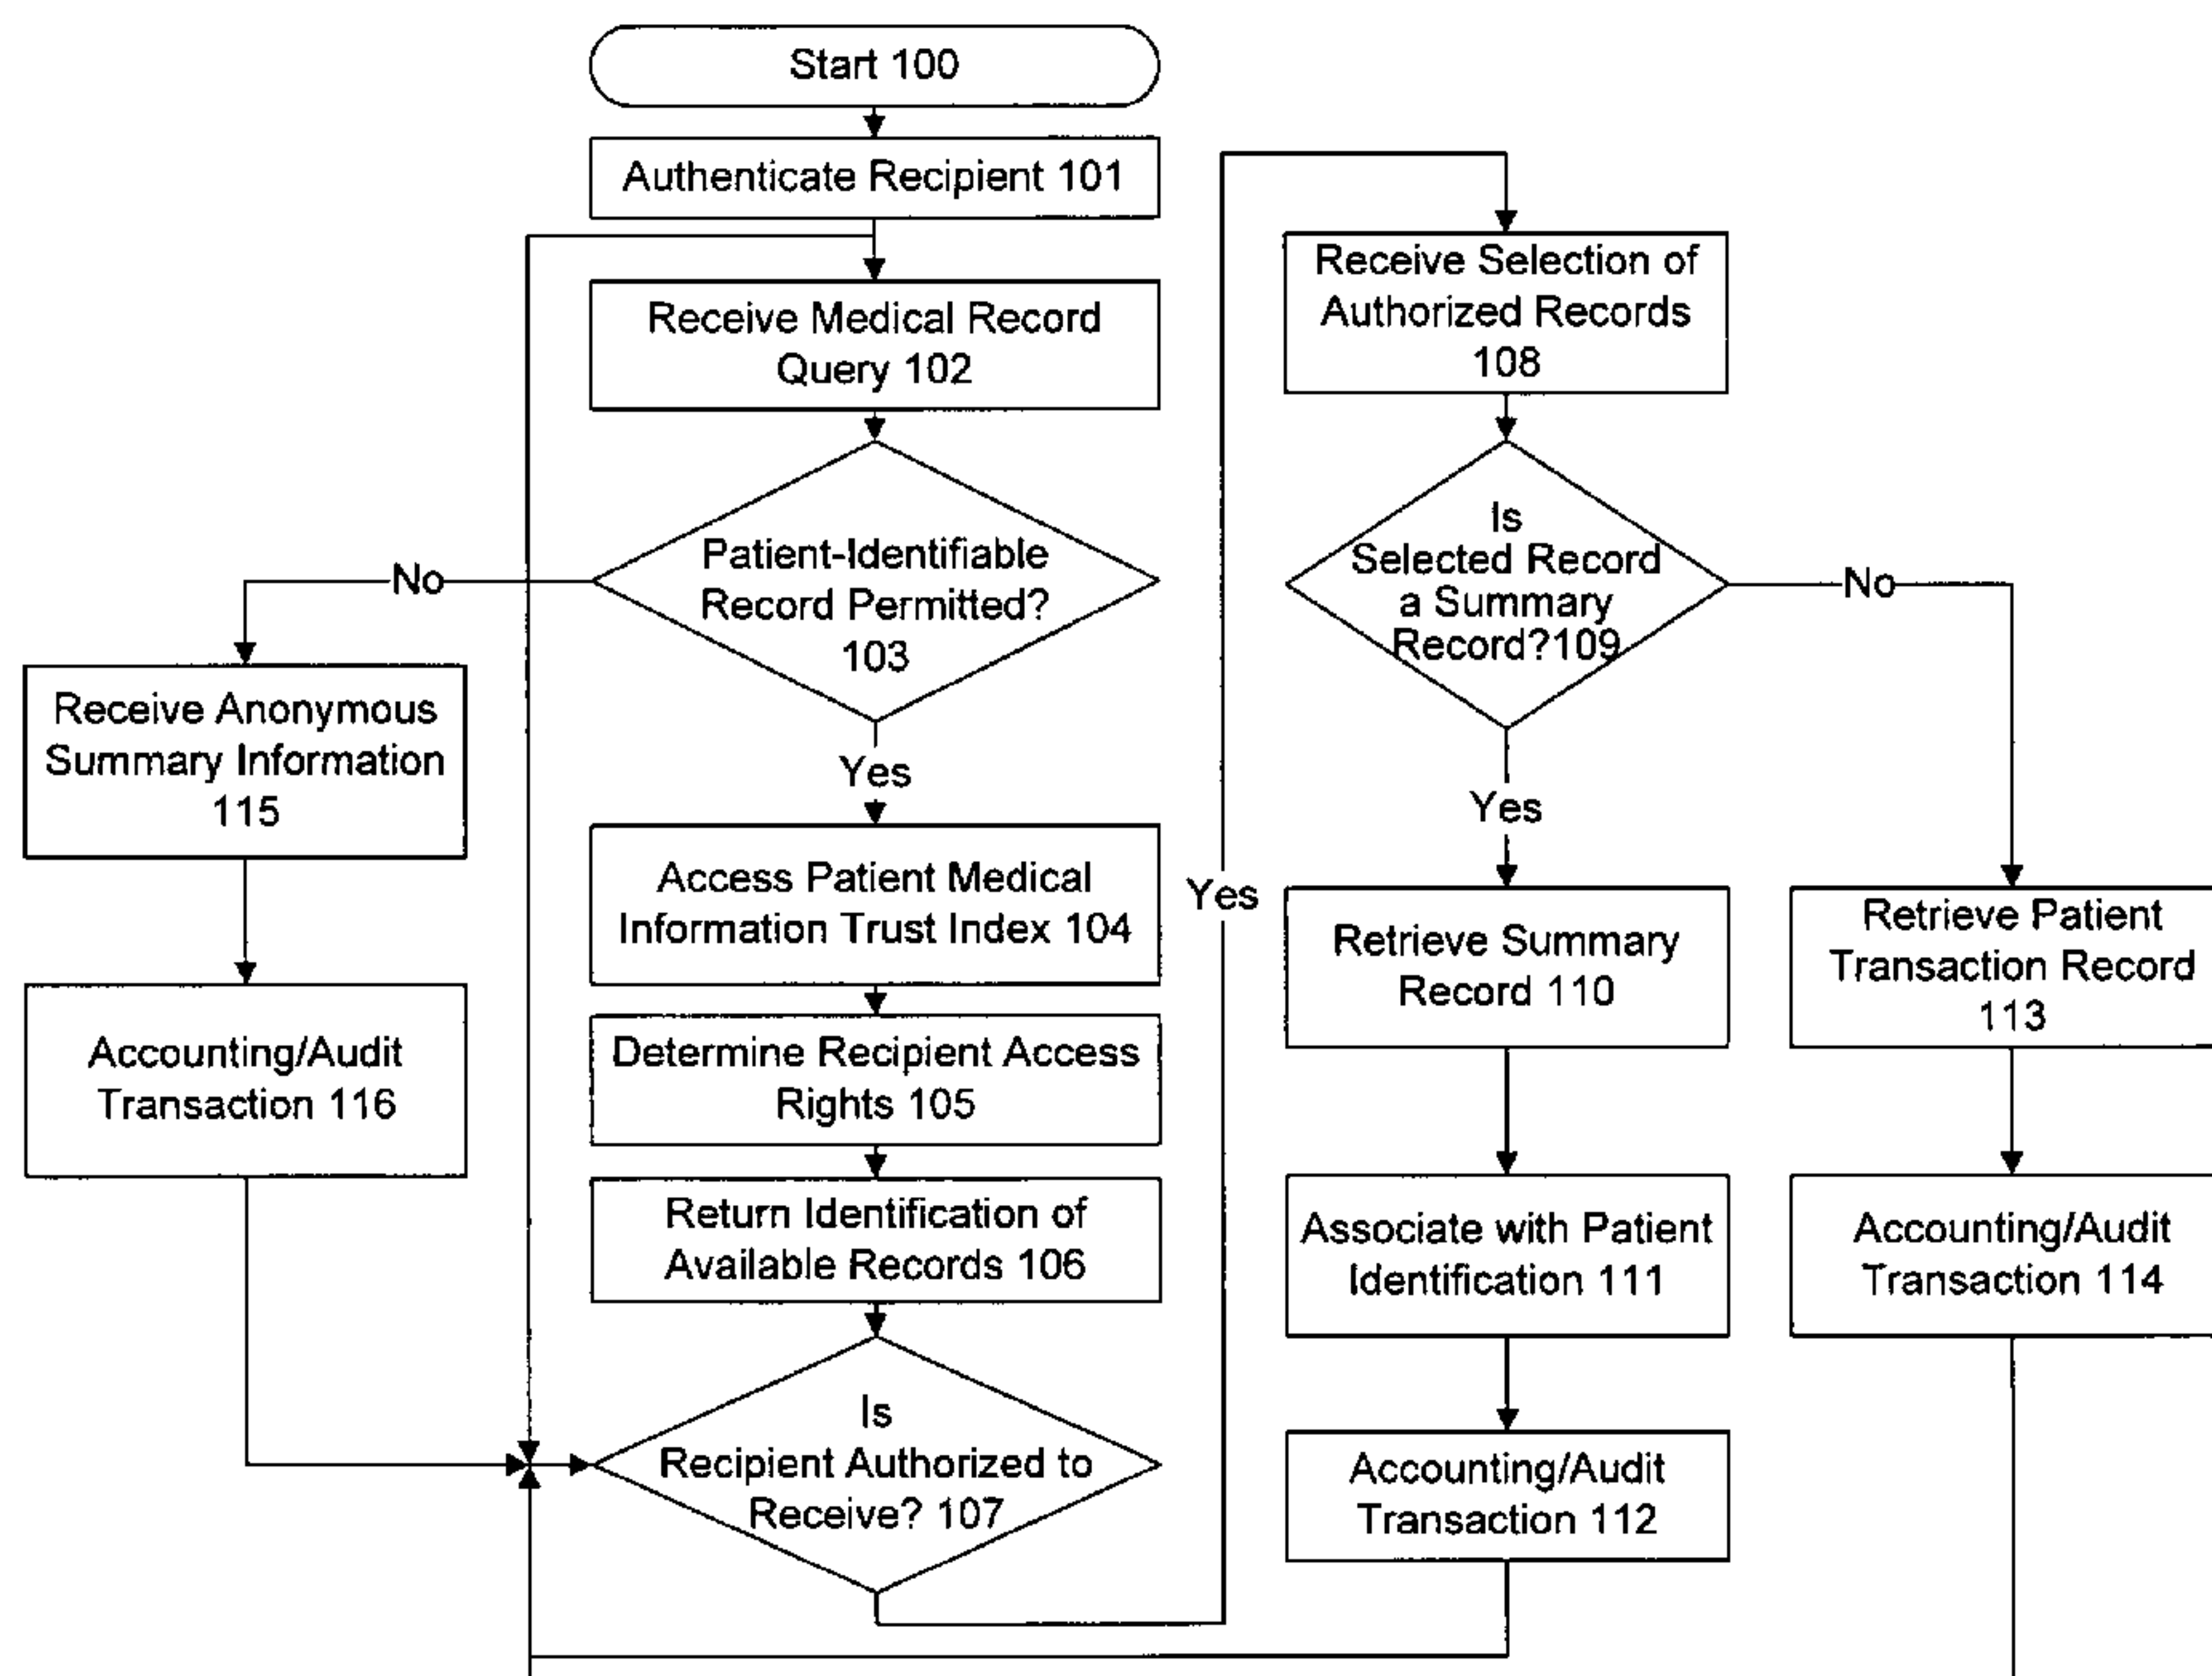 Start 100
Authenticate Recipient 101
Receive Medical Record
Query 102
Patient-Identifiable
Record Permitted?
103
No
Yes
Receive Anonymous
Summary Information
115
Accounting/Audit
Transaction 116
Access Patient Medical
Information Trust Index 104
Determine Recipient Access
Rights 105
Return Identification of
Available Records 106
Is
Recipient Authorized to
Receive? 107
Yes
Receive Selection of
Authorized Records
108
Is
Selected Record
a Summary
Record?109
No
Yes
Retrieve Summary
Record 110
Associate with Patient
Identification 111
Accounting/Audit
Transaction 112
Retrieve Patient
Transaction Record
113
Accounting/Audit
Transaction 114